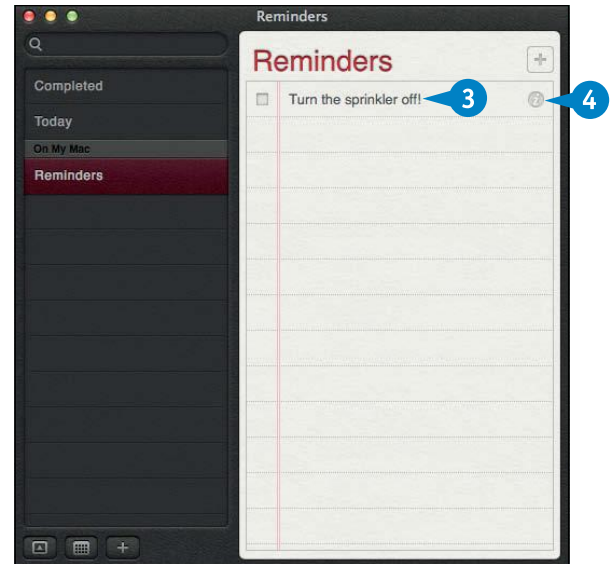 Reminders
Reminders
Completed
Turn the sprinkler off!
3
4
Today
On My Mac
Reminders